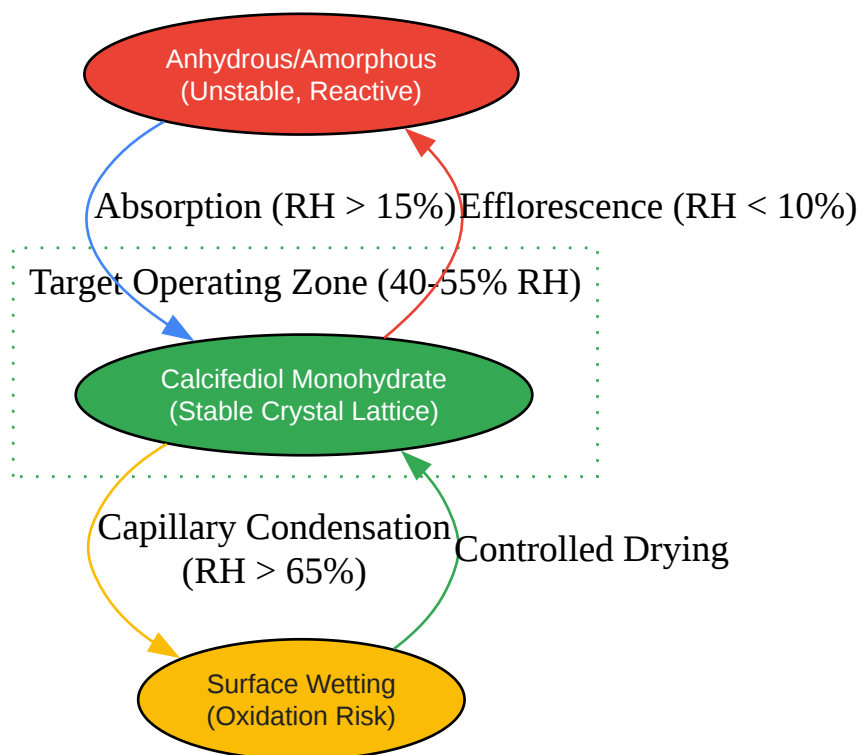 Anhydrous/Amorphous
(Unstable, Reactive)
Absorption (RH > 15%)
Efflorescence (RH < 10%)
Target Operating Zone (40-55% RH)
Calcifediol Monohydrate
(Stable Crystal Lattice)
Capillary Condensation
(RH > 65%)
Controlled Drying
Surface Wetting
(Oxidation Risk)